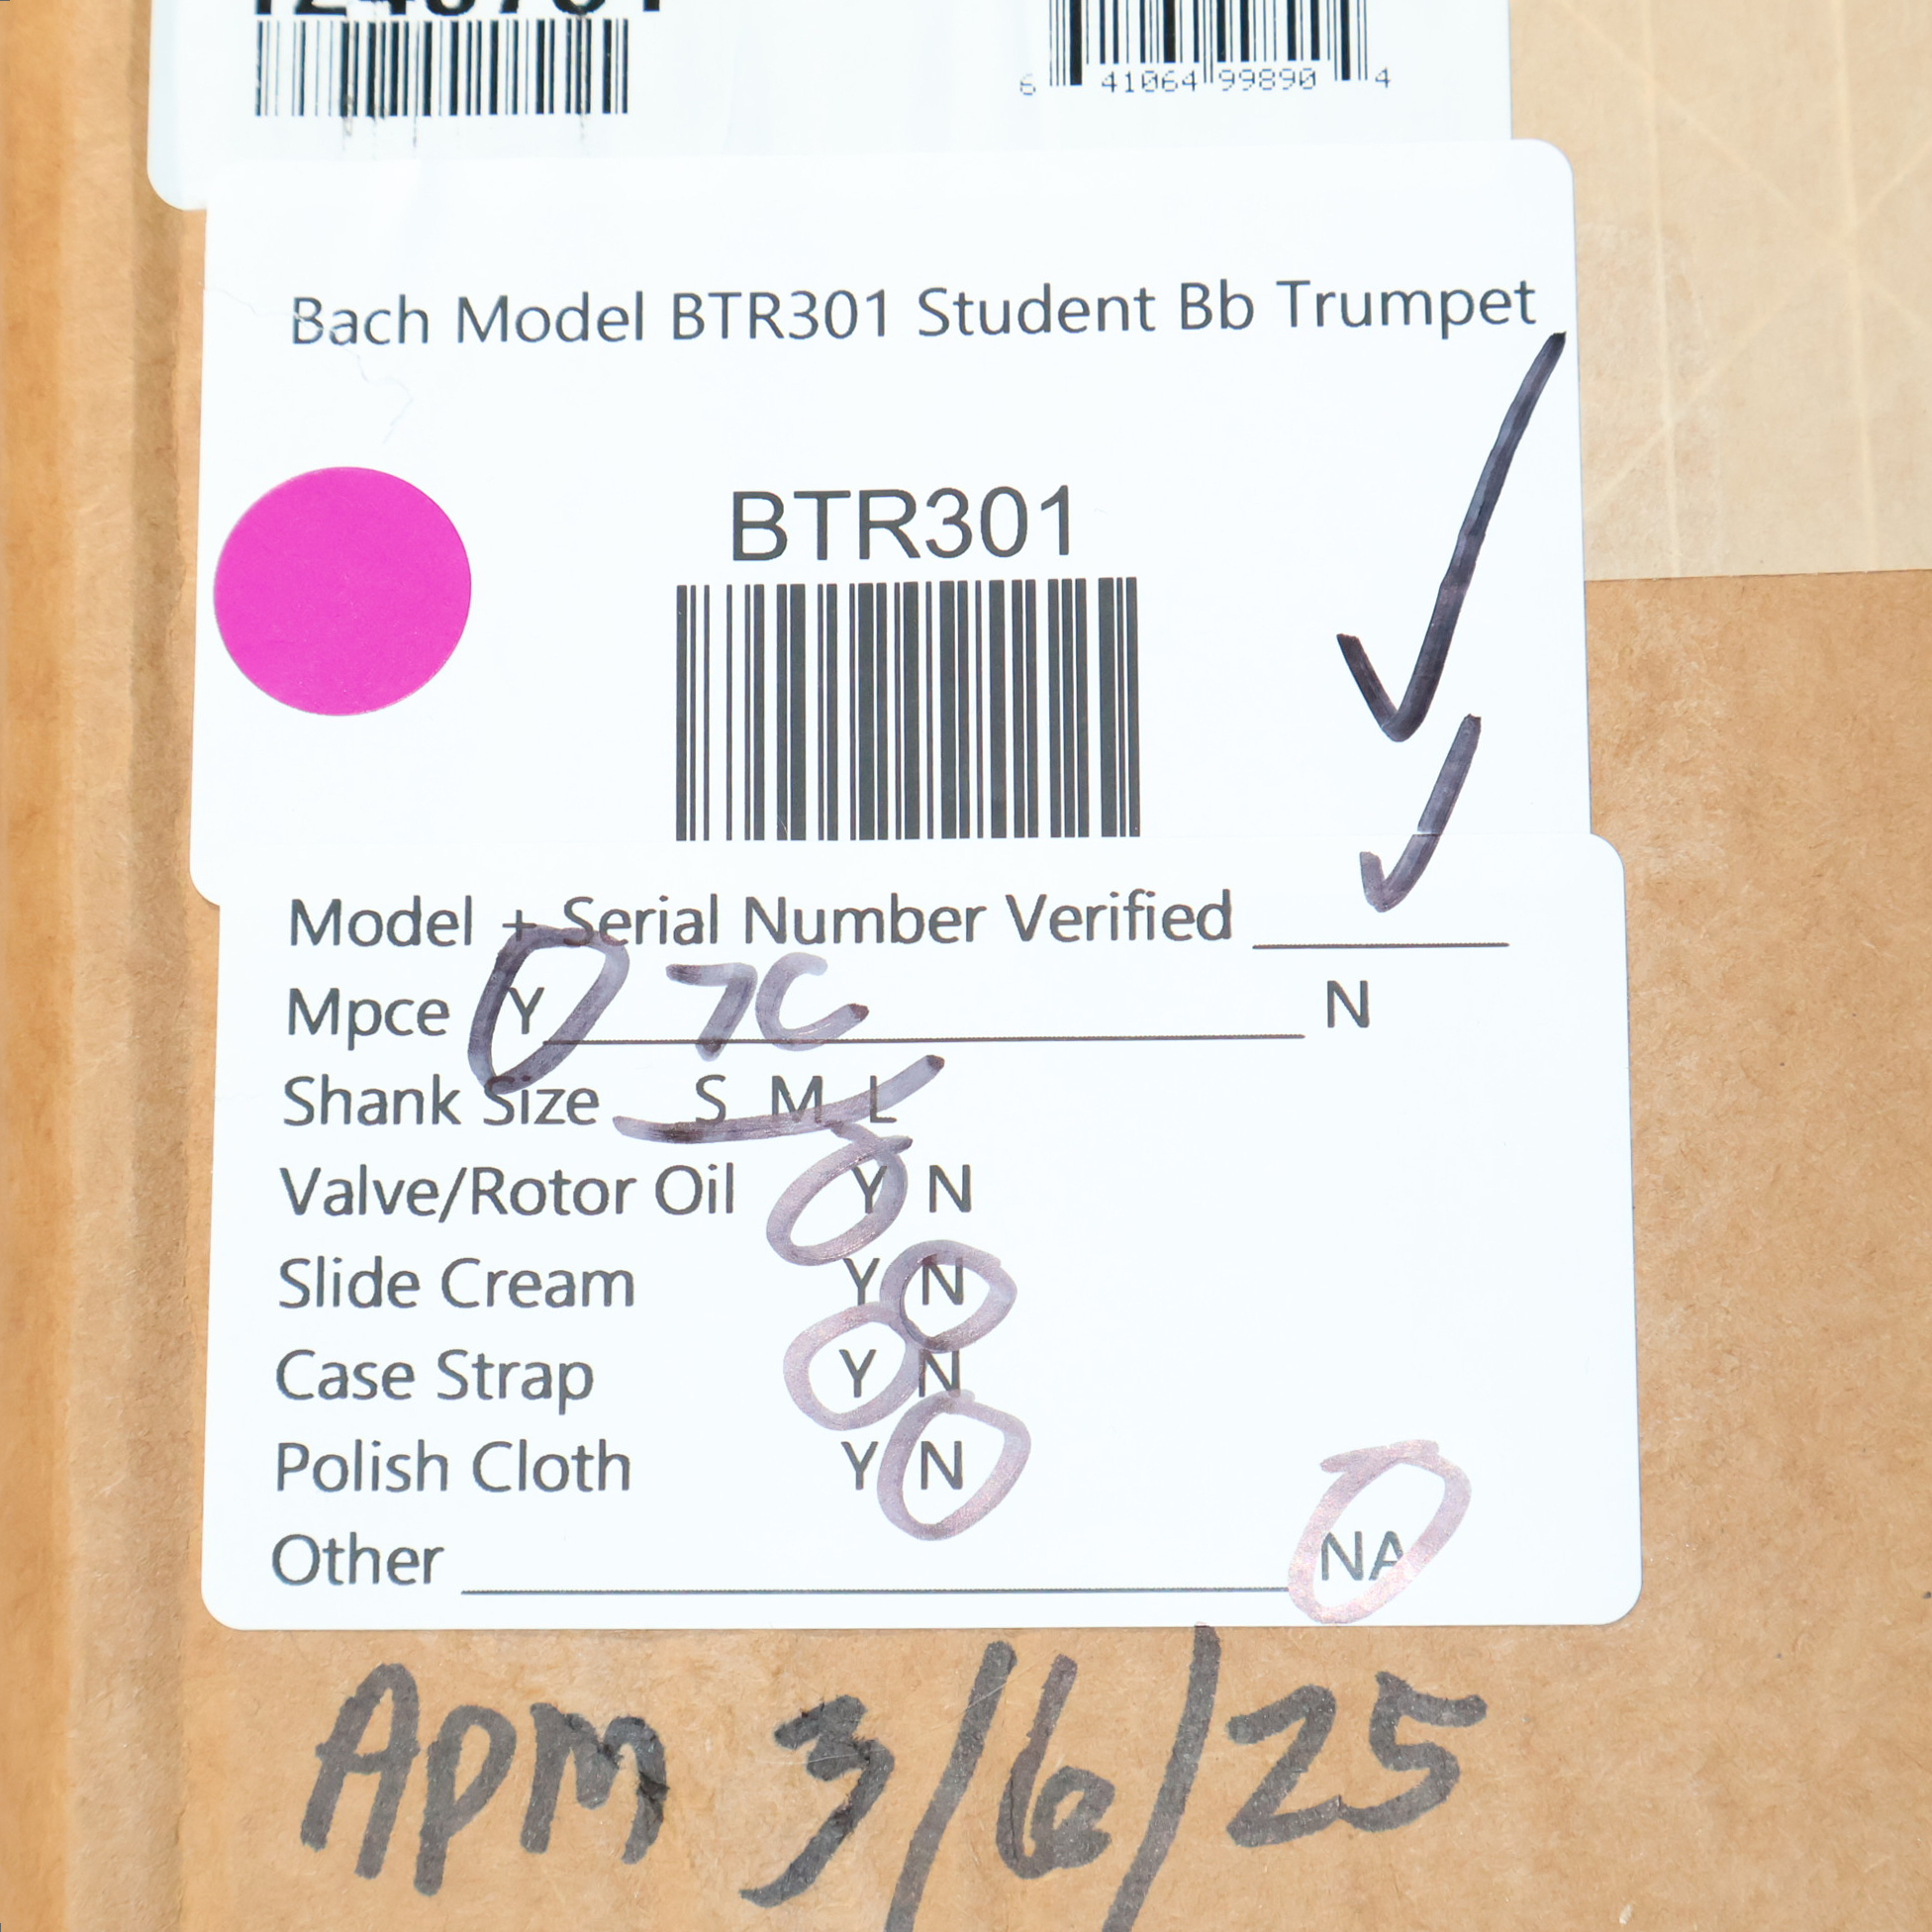 6 41064 99890 4
Bach Model BTR301 Student Bb Trumpet
BTR301
Model + Serial Number Verified
Mpce Y 7C N
Shank Size S M L
Valve/Rotor Oil Y N
Slide Cream Y N
Case Strap Y N
Polish Cloth Y N
Other NA
APM 3/6/25